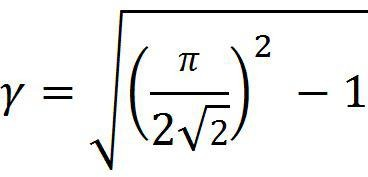 γ = √((π / 2√2)² − 1)